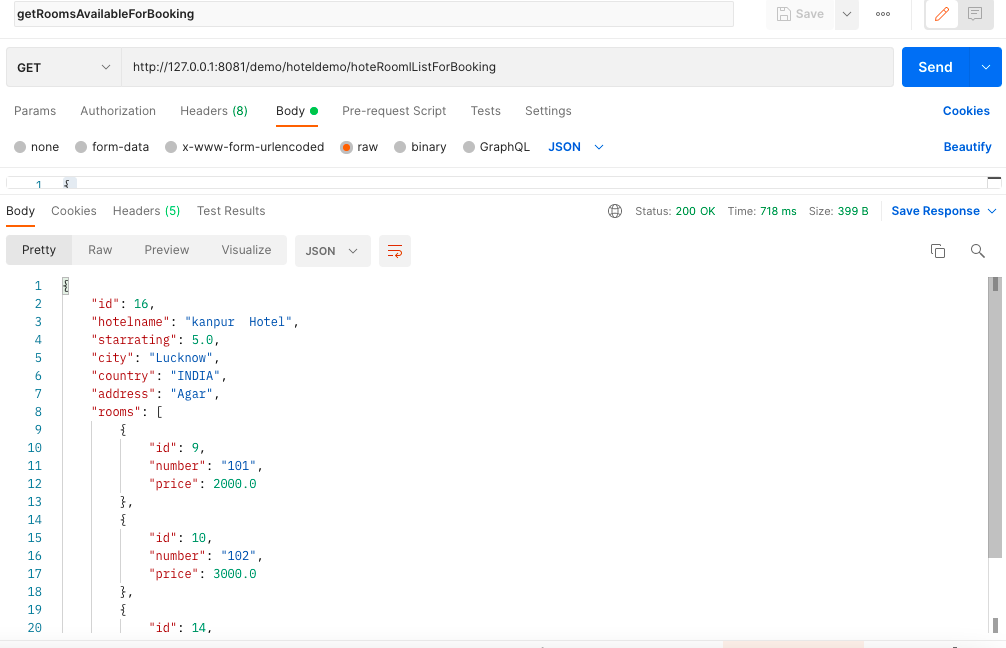 getRoomsAvailableForBooking
Save
GET
http://127.0.0.1:8081/demo/hoteldemo/hoteRoomlListForBooking
Send
Params Authorization Headers (8) Body Pre-request Script Tests Settings Cookies
none form-data x-www-form-urlencoded raw binary GraphQL JSON Beautify
1 {
Body Cookies Headers (5) Test Results Status: 200 OK Time: 718 ms Size: 399 B Save Response
Pretty Raw Preview Visualize JSON
1 {
2 "id": 16,
3 "hotelname": "kanpur  Hotel",
4 "starrating": 5.0,
5 "city": "Lucknow",
6 "country": "INDIA",
7 "address": "Agar",
8 "rooms": [
9 {
10 "id": 9,
11 "number": "101",
12 "price": 2000.0
13 },
14 {
15 "id": 10,
16 "number": "102",
17 "price": 3000.0
18 },
19 {
20 "id": 14,